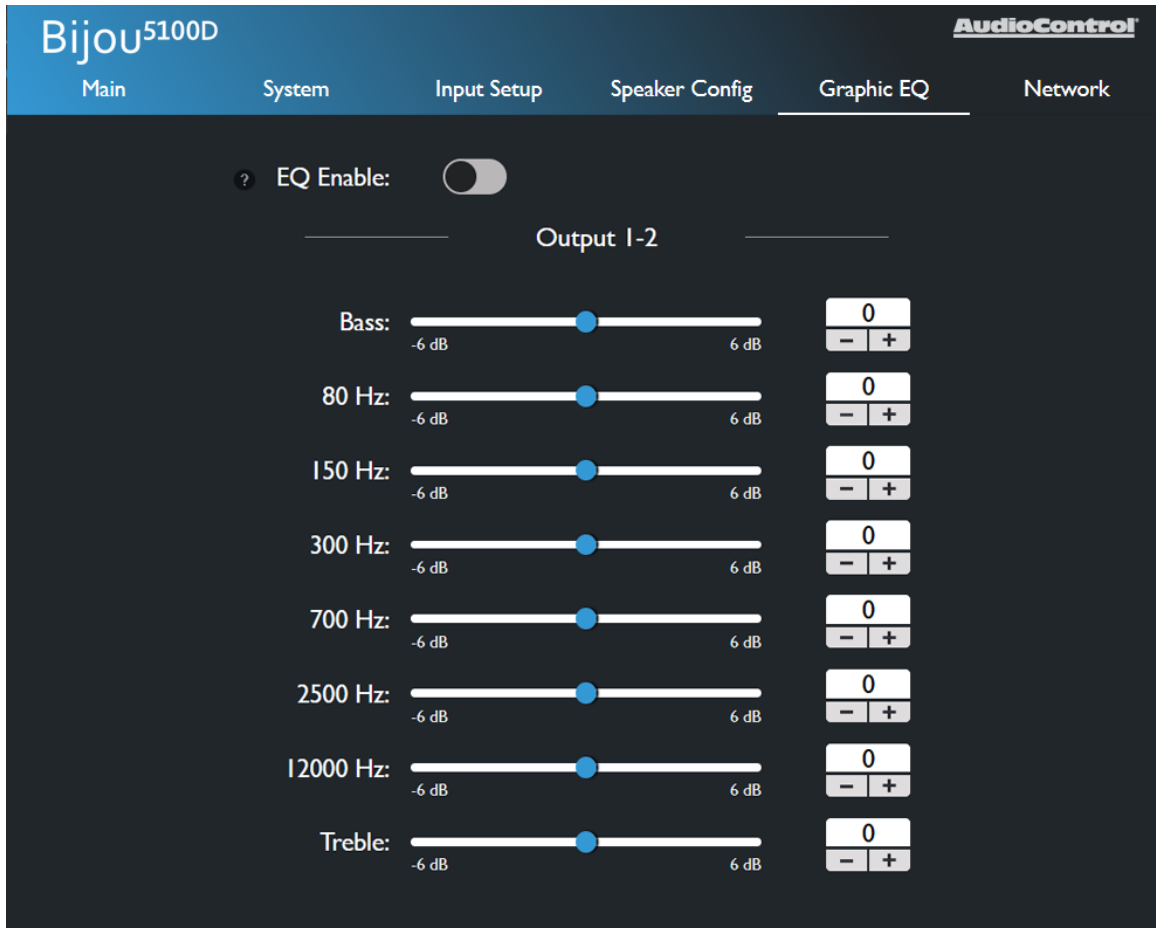 Bijou5100D
AudioControl
Main System Input Setup Speaker Config Graphic EQ Network
? EQ Enable:
Output 1-2
Bass: 0
-6 dB 6 dB - +
80 Hz: 0
-6 dB 6 dB - +
150 Hz: 0
-6 dB 6 dB - +
300 Hz: 0
-6 dB 6 dB - +
700 Hz: 0
-6 dB 6 dB - +
2500 Hz: 0
-6 dB 6 dB - +
12000 Hz: 0
-6 dB 6 dB - +
Treble: 0
-6 dB 6 dB - +